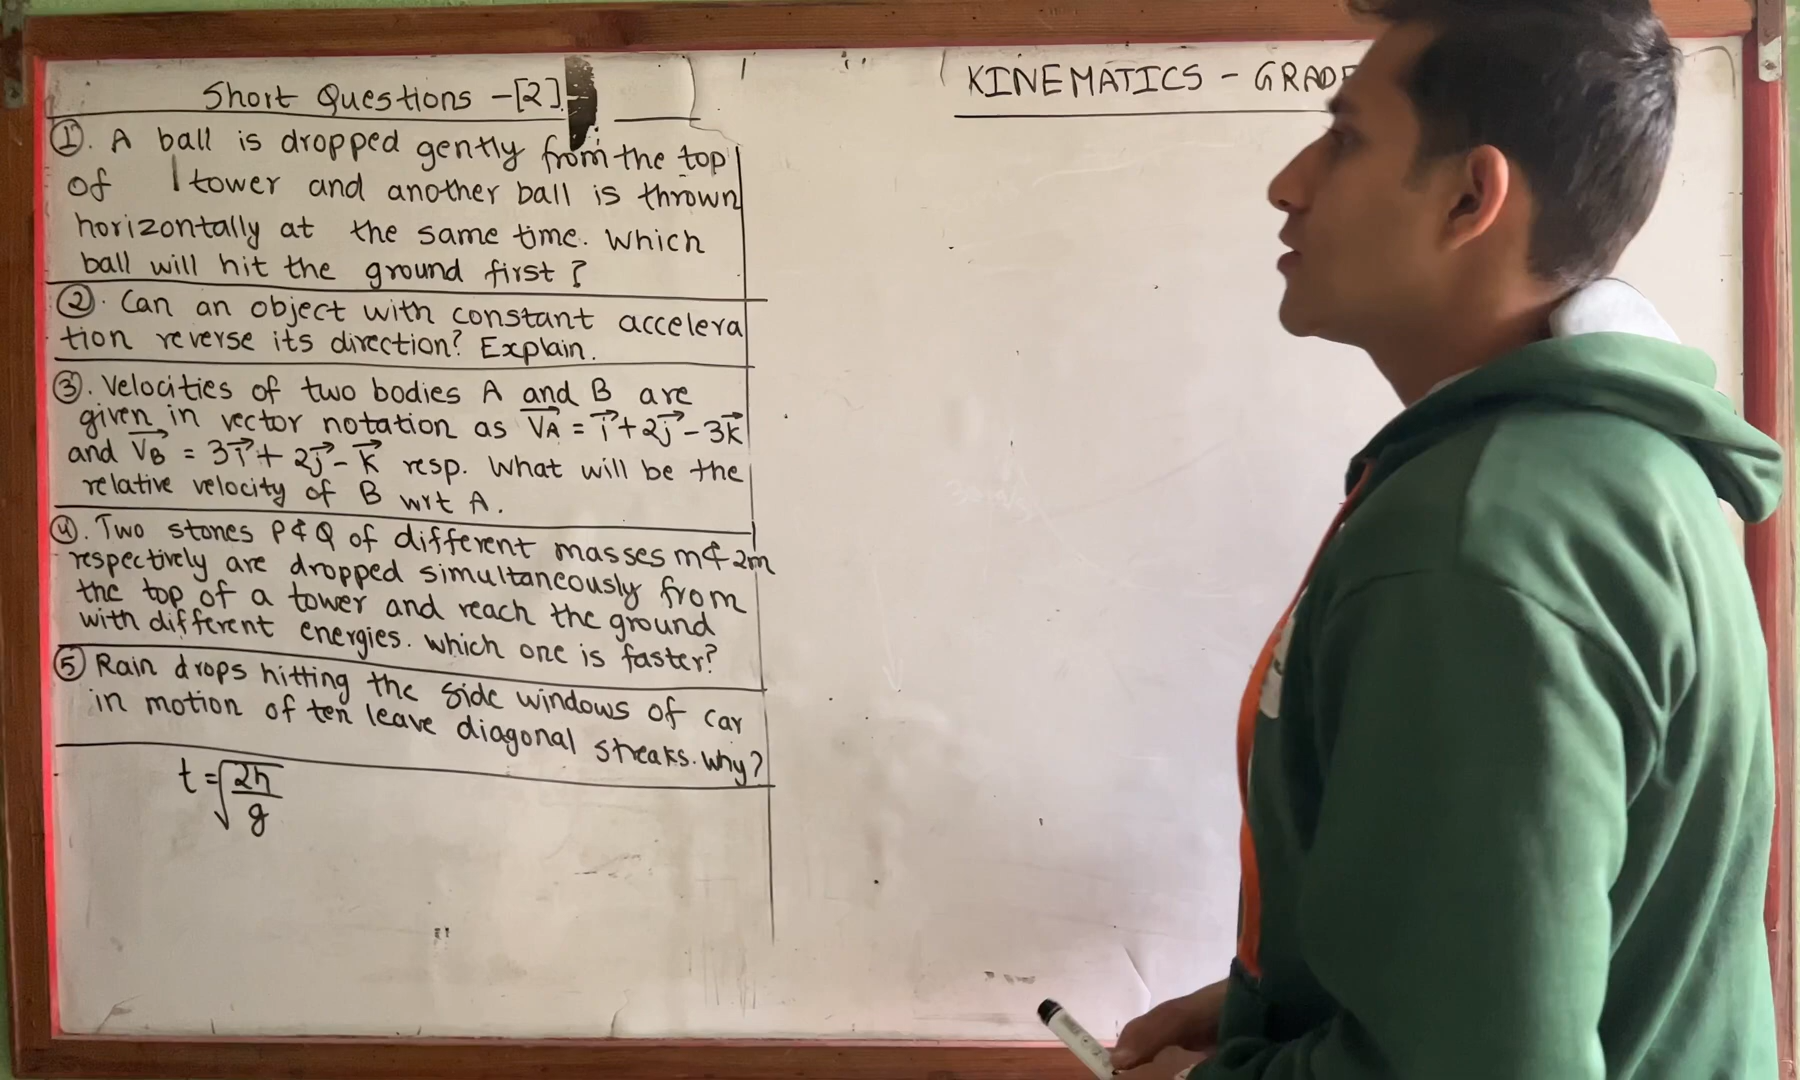 Short Questions -[2]
KINEMATICS - GRADE
①. A ball is dropped gently from the top
of tower and another ball is thrown
horizontally at the same time. Which
ball will hit the ground first?
②. Can an object with constant accelera
tion reverse its direction? Explain.
③. Velocities of two bodies A and B are
given in vector notation as V⃗A = i⃗ + 2j⃗ - 3k⃗
and V⃗B = 3i⃗ + 2j⃗ - k⃗ resp. What will be the
relative velocity of B wrt A.
④. Two stones P & Q of different masses m & 2m
respectively are dropped simultaneously from
the top of a tower and reach the ground
with different energies. which one is faster?
⑤ Rain drops hitting the side windows of car
in motion of ten leave diagonal streaks. Why?
t = √(2h/g)